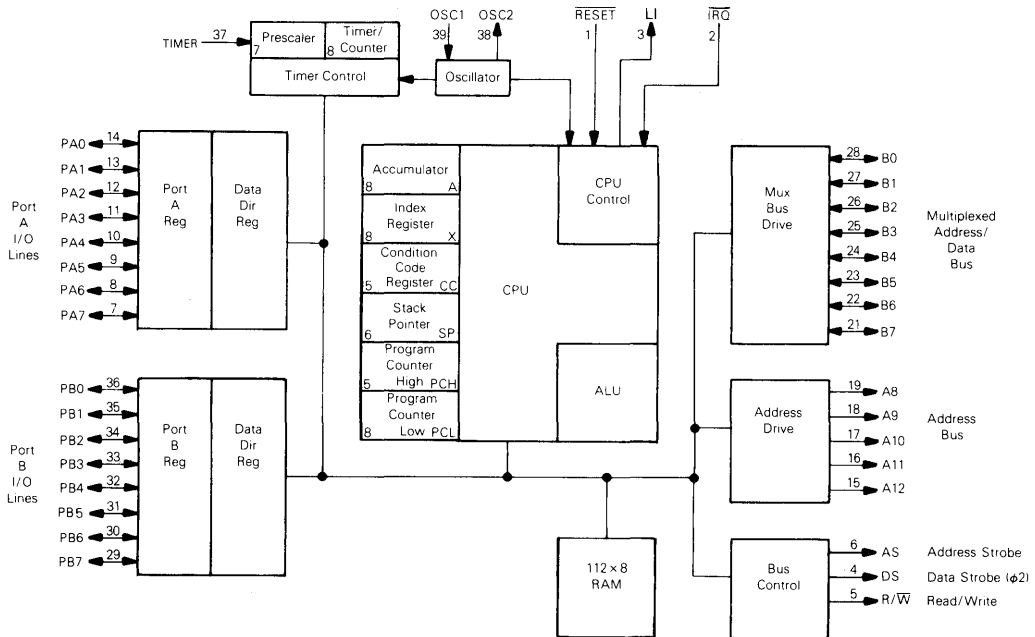 OSC1 OSC2 RESET LI IRQ
TIMER 37 39 38 1 3 2
Prescaler
7
Timer/
Counter
8
Timer Control
Oscillator
Port
A
I/O
Lines
PA0 14
PA1 13
PA2 12
PA3 11
PA4 10
PA5 9
PA6 8
PA7 7
Port
A
Reg
Data
Dir
Reg
Accumulator
8 A
Index
Register
8 X
Condition
Code
Register
5 CC
Stack
Pointer
6 SP
Program
Counter
High
5 PCH
Program
Counter
Low
8 PCL
CPU
CPU
Control
ALU
Mux
Bus
Drive
28 B0
27 B1
26 B2
25 B3
24 B4
23 B5
22 B6
21 B7
Multiplexed
Address/
Data
Bus
Port
B
I/O
Lines
PB0 36
PB1 35
PB2 34
PB3 33
PB4 32
PB5 31
PB6 30
PB7 29
Port
B
Reg
Data
Dir
Reg
Address
Drive
19 A8
18 A9
17 A10
16 A11
15 A12
Address
Bus
112×8
RAM
Bus
Control
6 AS Address Strobe
4 DS Data Strobe (ϕ2)
5 R/W̅ Read/Write